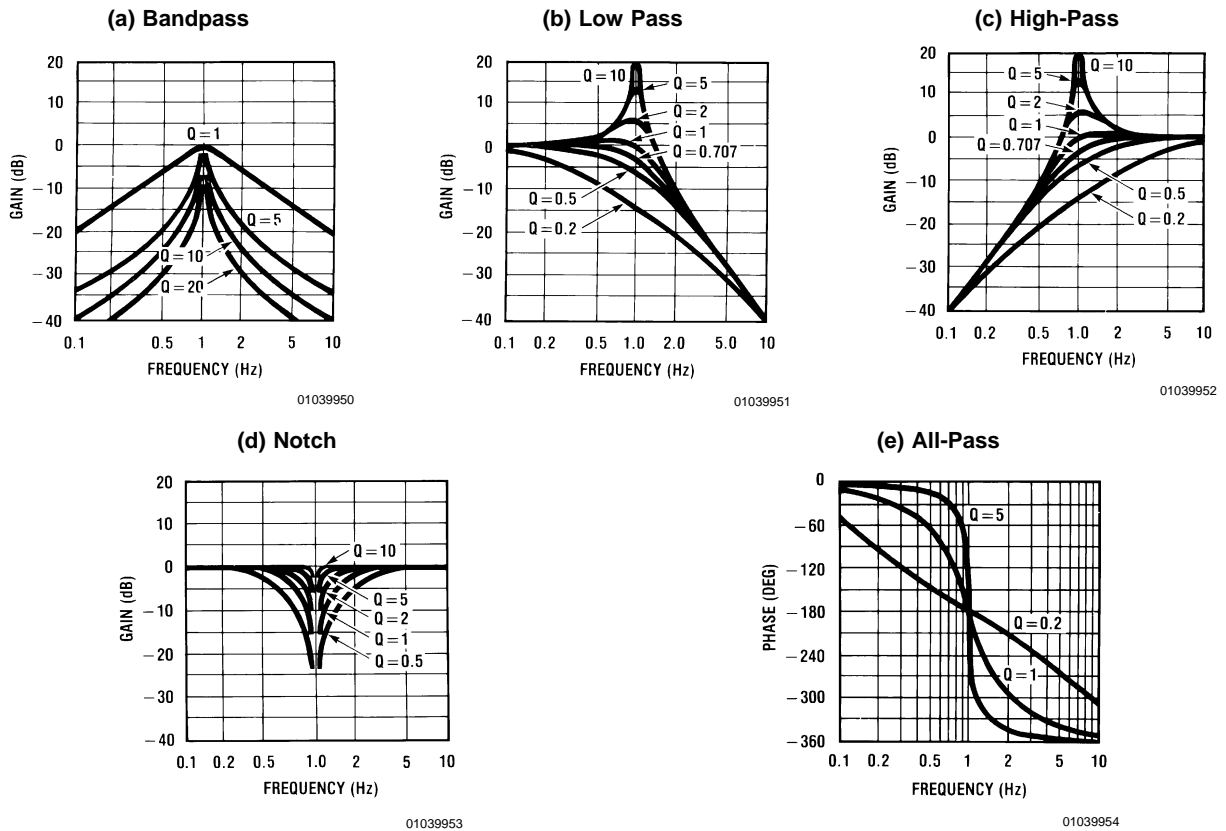 (a) Bandpass
20
10
0
−10
−20
−30
−40
GAIN (dB)
Q=1
Q=5
Q=10
Q=20
0.1
0.2
0.5
1
2
5
10
FREQUENCY (Hz)
01039950
(b) Low Pass
20
10
0
−10
−20
−30
−40
GAIN (dB)
Q=10
Q=5
Q=2
Q=1
Q=0.707
Q=0.5
Q=0.2
0.1
0.2
0.5
1.0
2.0
5
10
FREQUENCY (Hz)
01039951
(c) High-Pass
20
10
0
−10
−20
−30
−40
GAIN (dB)
Q=10
Q=5
Q=2
Q=1
Q=0.707
Q=0.5
Q=0.2
0.1
0.2
0.5
1.0
2.0
5.0
10
FREQUENCY (Hz)
01039952
(d) Notch
20
10
0
−10
−20
−30
−40
GAIN (dB)
Q=10
Q=5
Q=2
Q=1
Q=0.5
0.1
0.2
0.5
1.0
2
5
10
FREQUENCY (Hz)
01039953
(e) All-Pass
0
−60
−120
−180
−240
−300
−360
PHASE (DEG)
Q=5
Q=0.2
Q=1
0.1
0.2
0.5
1
2
5
10
FREQUENCY (Hz)
01039954